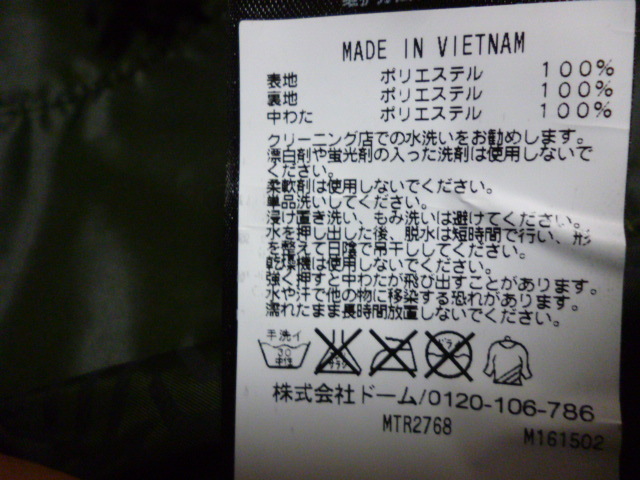 MADE IN VIETNAM
表地 ポリエステル 100%
裏地 ポリエステル 100%
中わた ポリエステル 100%
クリーニング店での水洗いをお勧めします。
漂白剤や蛍光剤の入った洗剤は使用しないで
ください。
柔軟剤は使用しないでください。
単品洗いしてください。
浸け置き洗い、もみ洗いは避けてください。
水を押し出した後、脱水は短時間で行い、形
を整えて日陰で吊干ししてください。
乾燥機は使用しないでください。
強く押すと中わたが飛び出すことがあります。
水や汗で他の物に移染する恐れがあります。
濡れたまま長時間放置しないでください。
手洗イ
30
中性
株式会社ドーム/0120-106-786
MTR2768
M161502